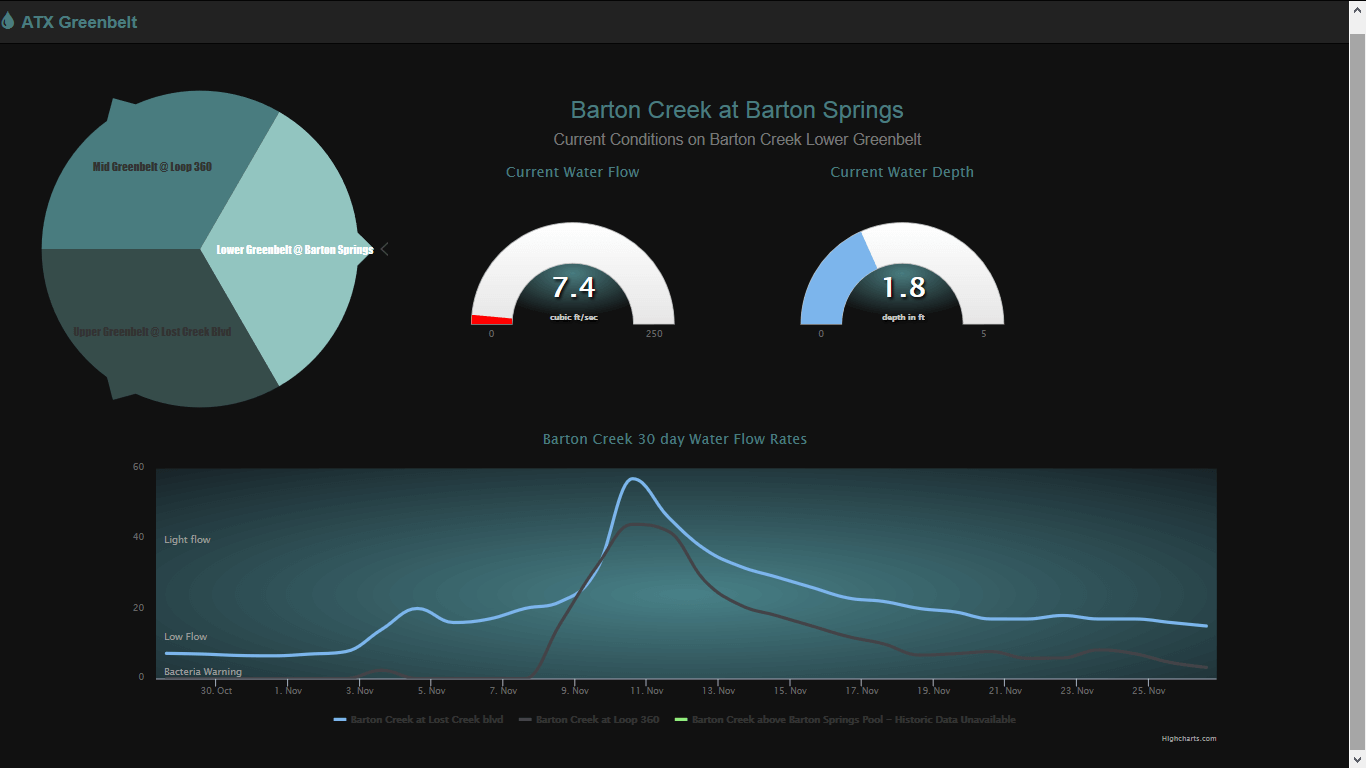 ATX Greenbelt
Mid Greenbelt @ Loop 360
Lower Greenbelt @ Barton Springs
Upper Greenbelt @ Lost Creek Blvd
Barton Creek at Barton Springs
Current Conditions on Barton Creek Lower Greenbelt
Current Water Flow
7.4
cubic ft/sec
0
250
Current Water Depth
1.8
depth in ft
0
5
Barton Creek 30 day Water Flow Rates
60
40
20
0
Light flow
Low Flow
Bacteria Warning
30. Oct
1. Nov
3. Nov
5. Nov
7. Nov
9. Nov
11. Nov
13. Nov
15. Nov
17. Nov
19. Nov
21. Nov
23. Nov
25. Nov
Barton Creek at Lost Creek blvd
Barton Creek at Loop 360
Barton Creek above Barton Springs Pool - Historic Data Unavailable
Highcharts.com